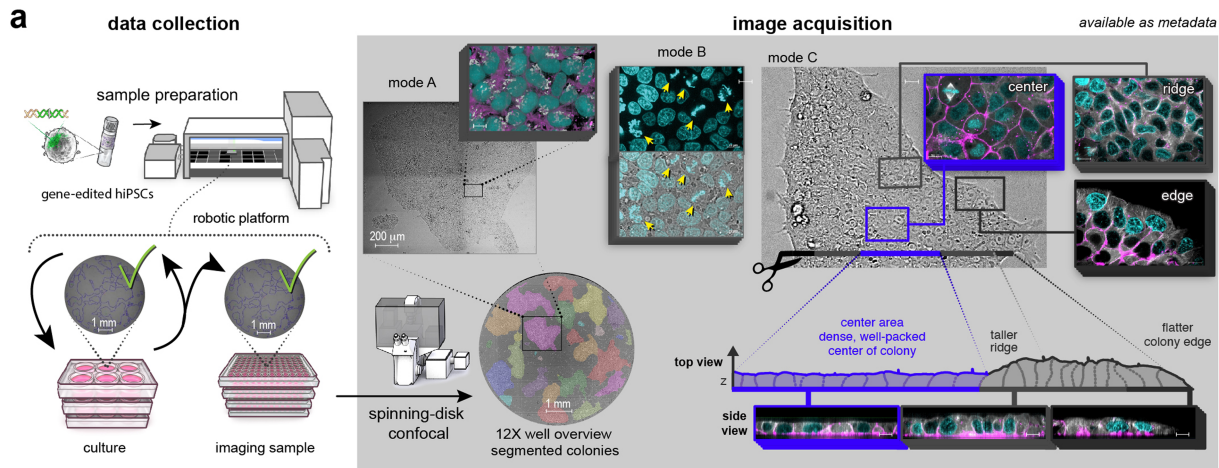 a
data collection
image acquisition
available as metadata
sample preparation
gene-edited hiPSCs
robotic platform
1 mm
1 mm
culture
imaging sample
mode A
200 µm
mode B
mode C
center
ridge
edge
spinning-disk
confocal
1 mm
12X well overview
segmented colonies
center area
dense, well-packed
center of colony
taller
ridge
flatter
colony edge
top view
z
side
view